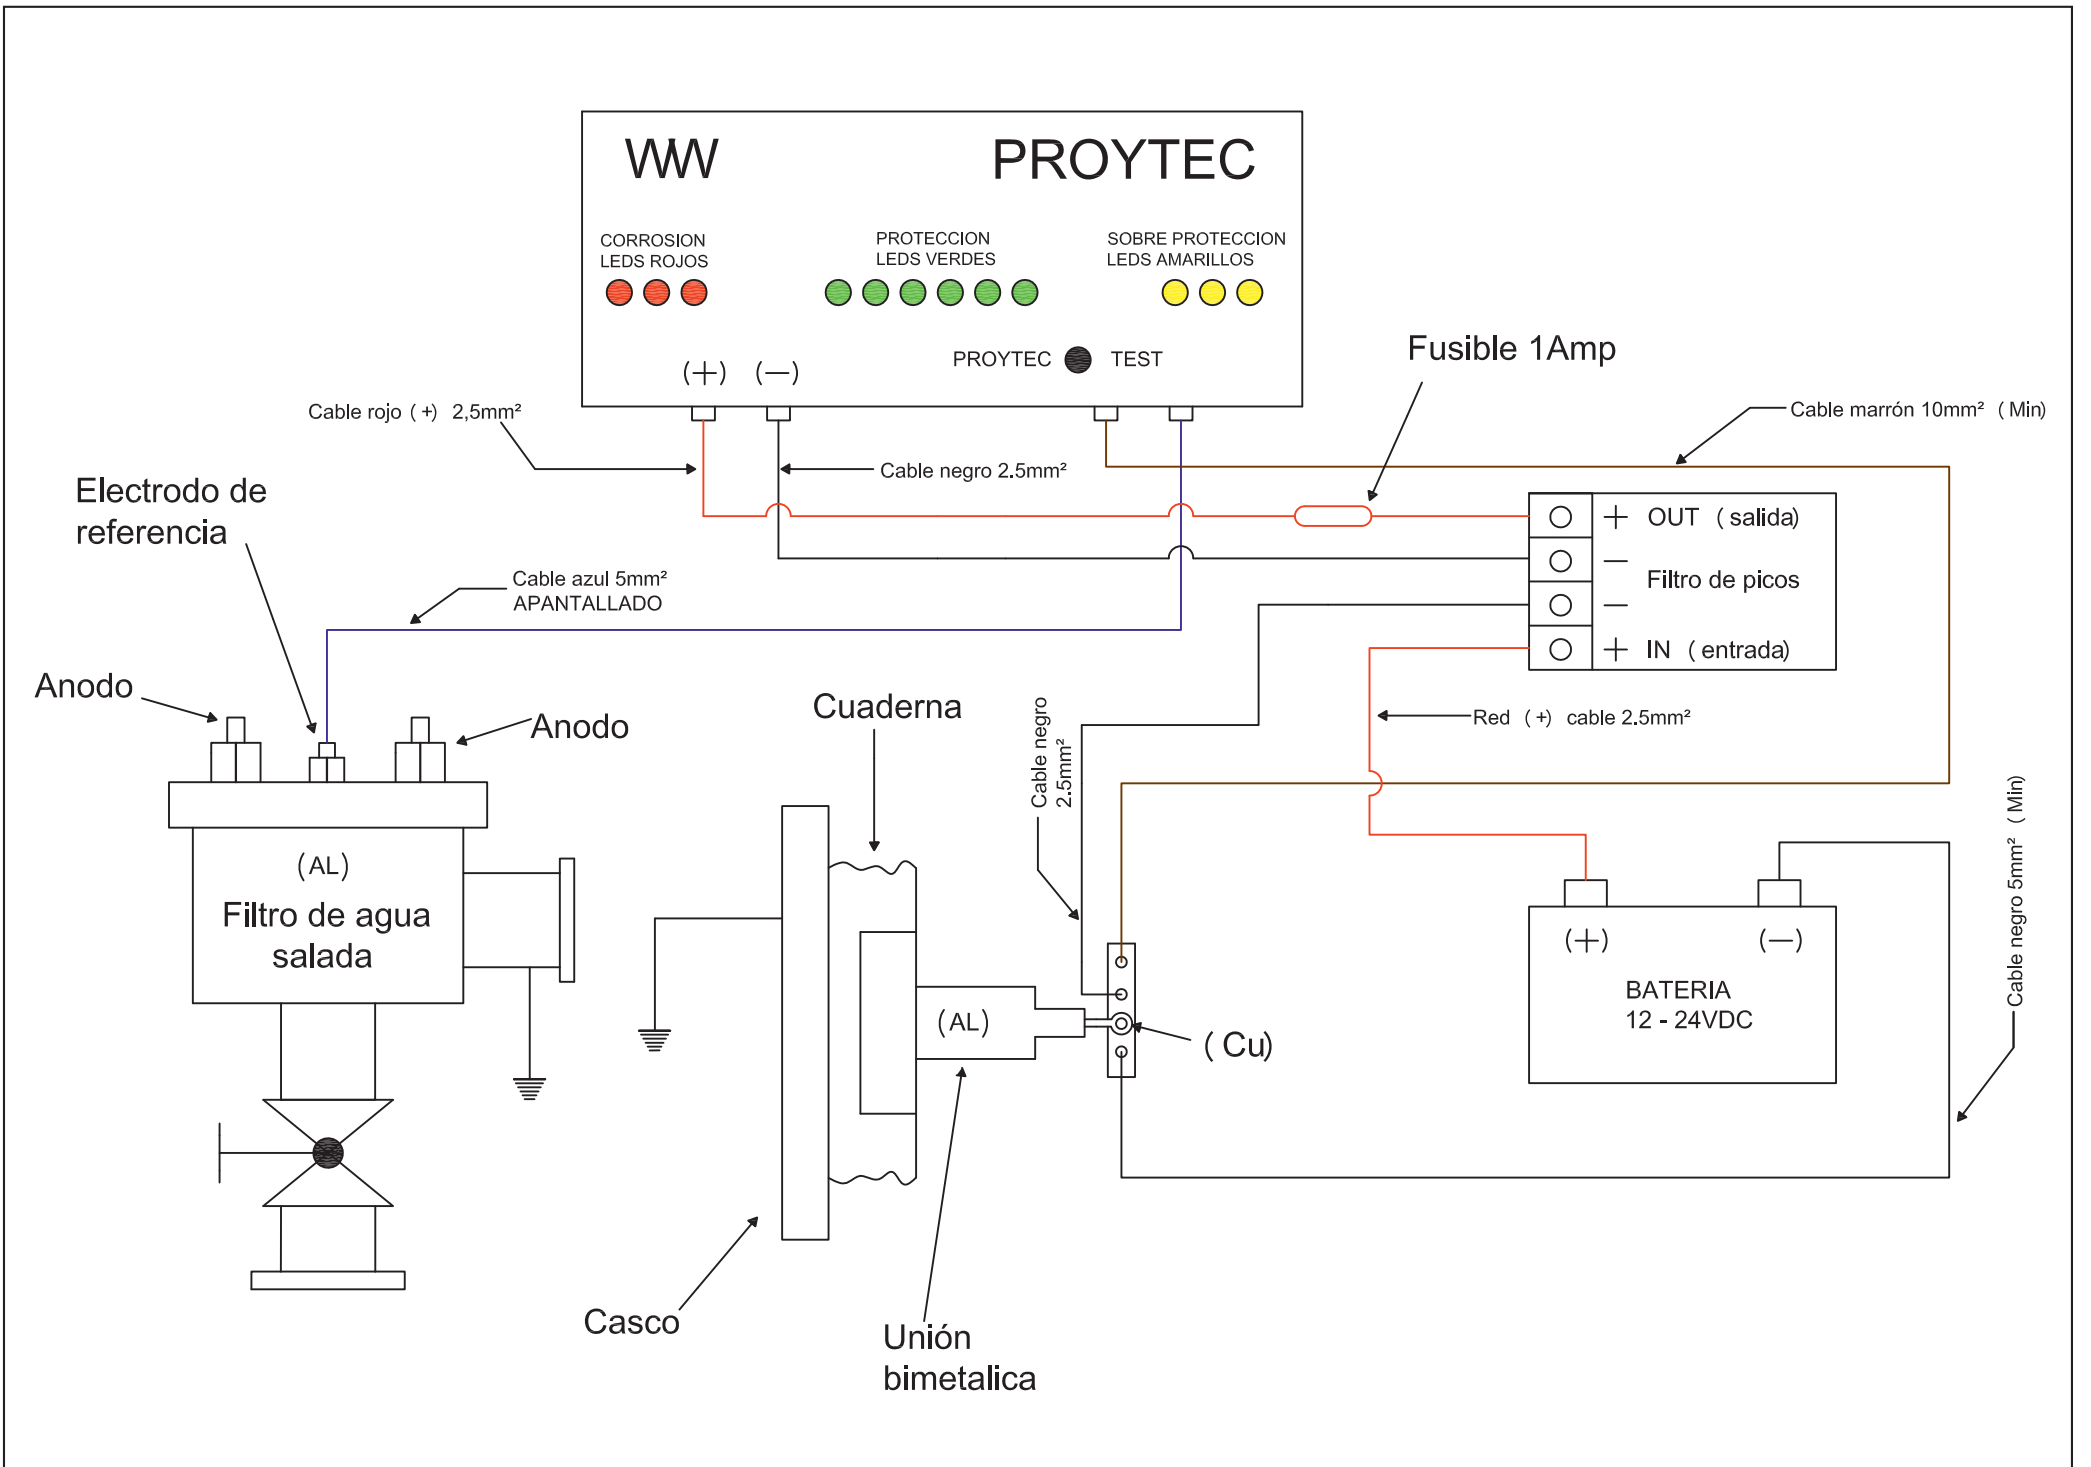 WW PROYTEC
CORROSION
LEDS ROJOS
PROTECCION
LEDS VERDES
SOBRE PROTECCION
LEDS AMARILLOS
(+) (—)
PROYTEC TEST
Fusible 1Amp
Cable rojo (+) 2,5mm²
Cable negro 2.5mm²
Cable marrón 10mm² (Min)
Electrodo de
referencia
+ OUT (salida)
—
Filtro de picos
—
+ IN (entrada)
Cable azul 5mm²
APANTALLADO
Anodo
Anodo
Cuaderna
Cable negro
2.5mm²
Red (+) cable 2.5mm²
Cable negro 5mm² (Min)
(AL)
Filtro de agua
salada
(AL)
(Cu)
(+) (—)
BATERIA
12 - 24VDC
Casco
Unión
bimetalica